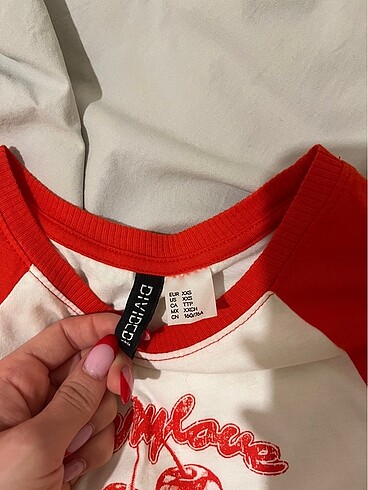 DIVIDED
EUR XXS
US XXS
CA TTP
MX XXCH
CN 160/76A